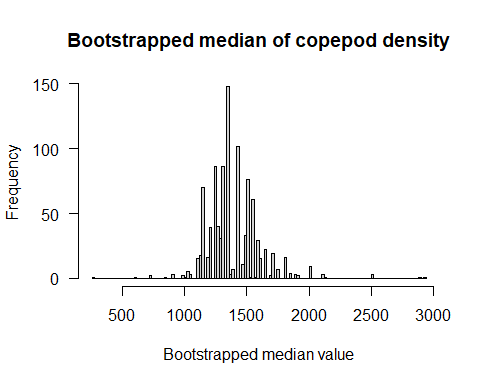 Bootstrapped median of copepod density
Frequency
150
100
50
0
500 1000 1500 2000 2500 3000
Bootstrapped median value